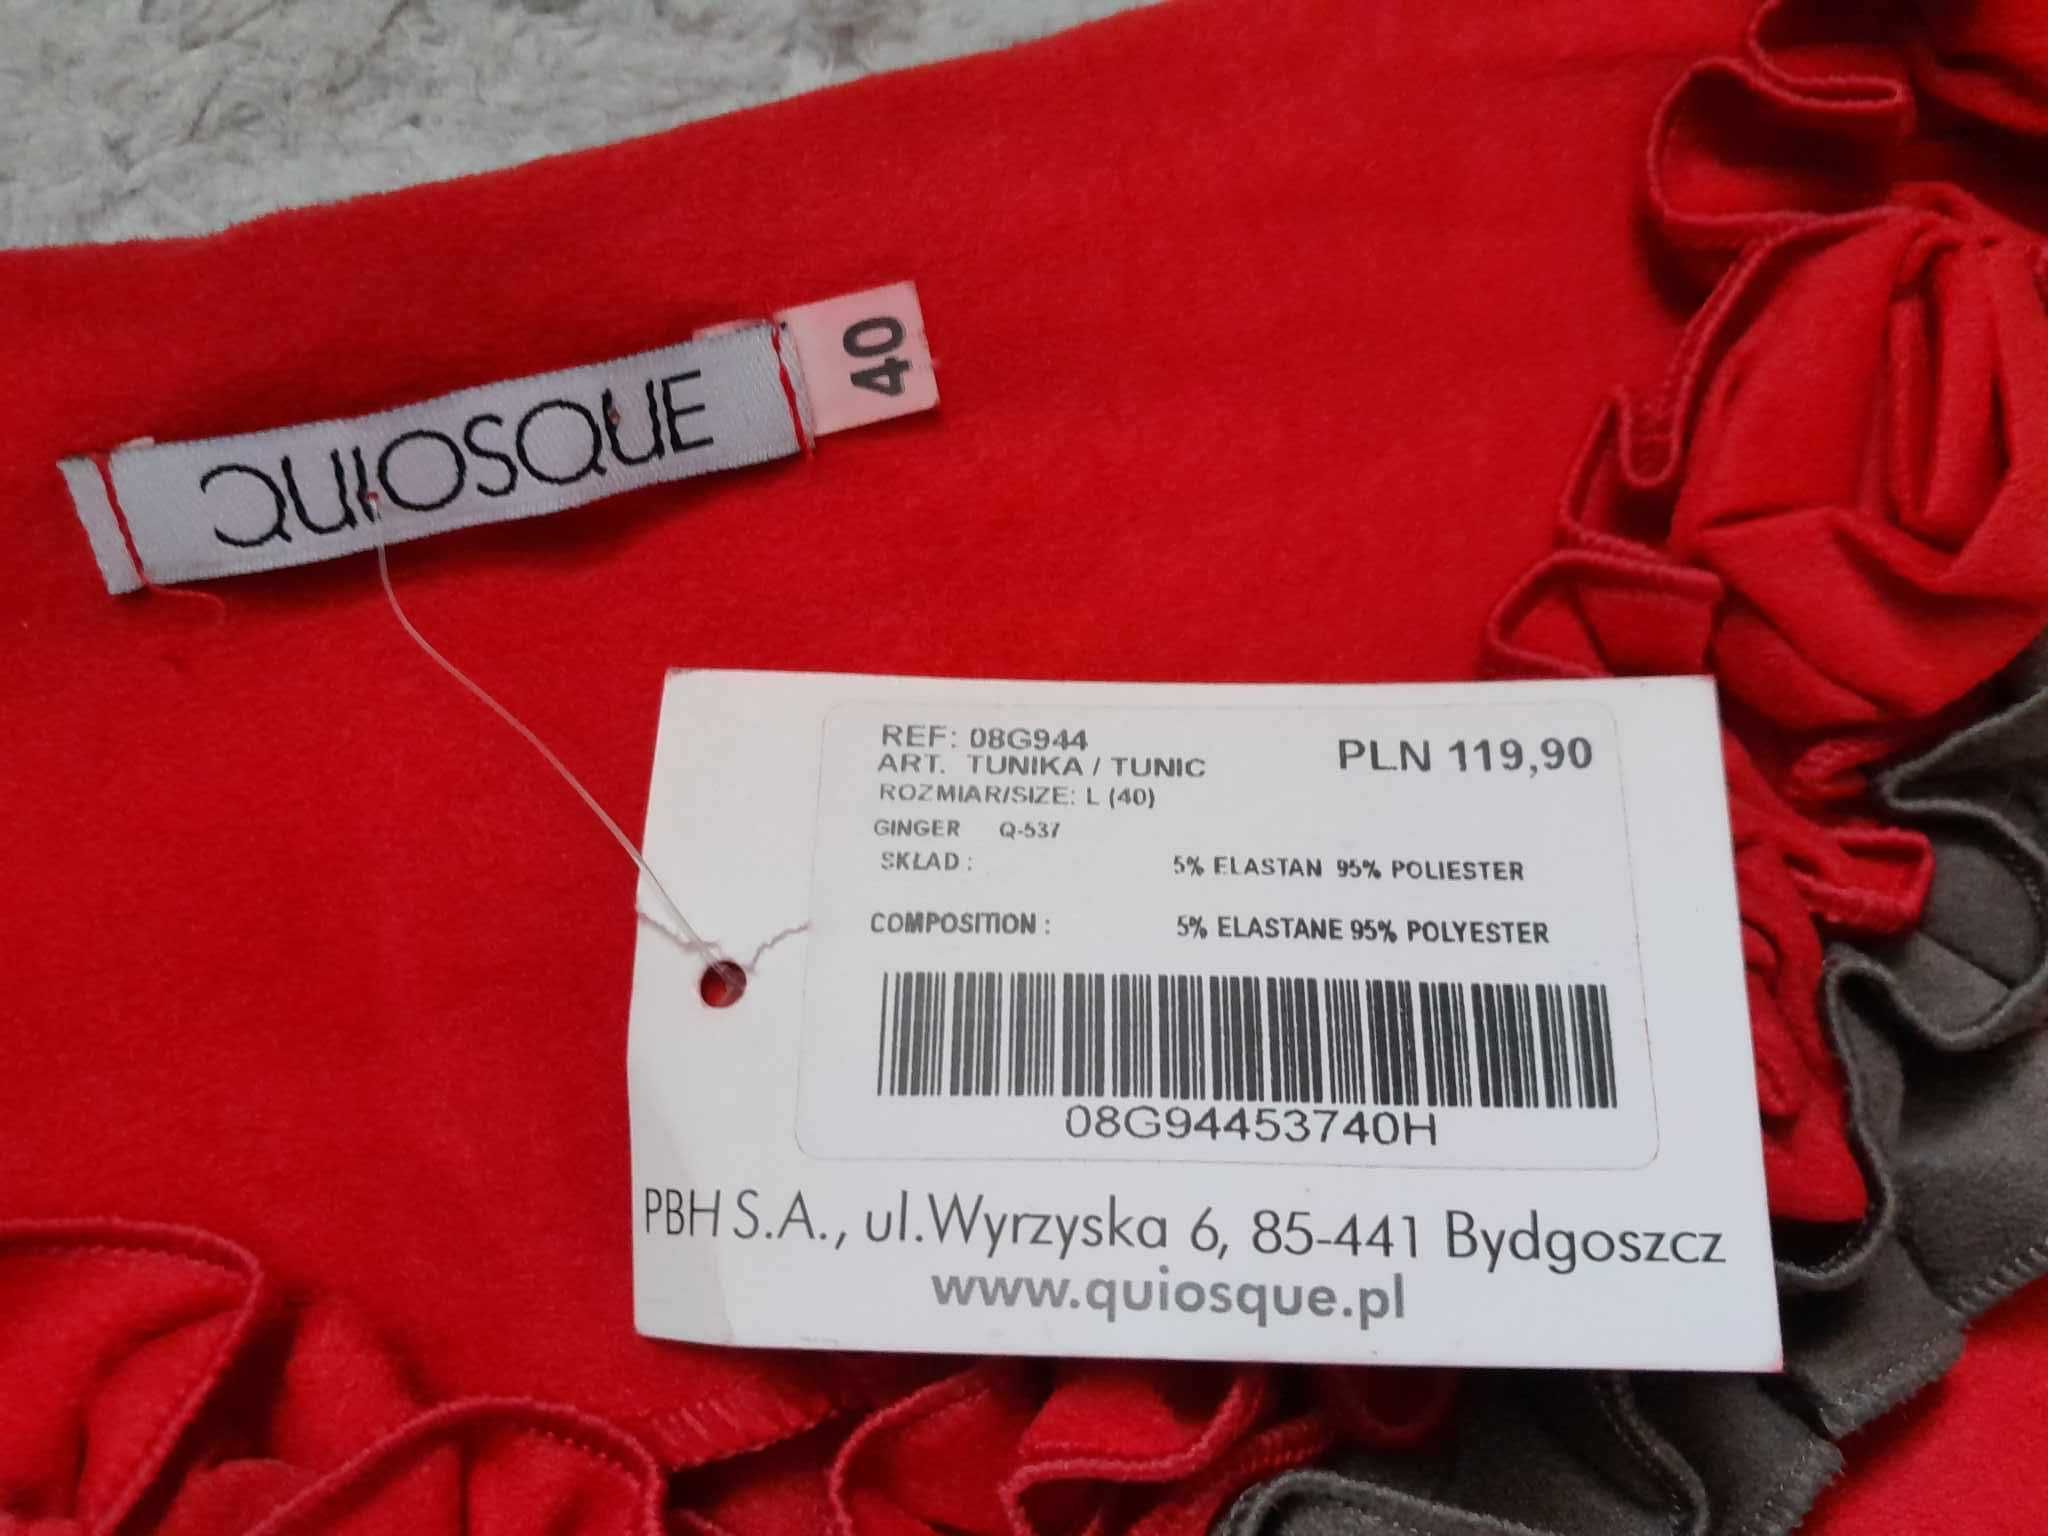 QUIOSQUE
40
REF: 08G944
PLN 119,90
ART. TUNIKA / TUNIC
ROZMIAR/SIZE: L (40)
GINGER Q-537
SKŁAD : 5% ELASTAN 95% POLIESTER
COMPOSITION : 5% ELASTANE 95% POLYESTER
08G94453740H
PBH S.A., ul.Wyrzyska 6, 85-441 Bydgoszcz
www.quiosque.pl